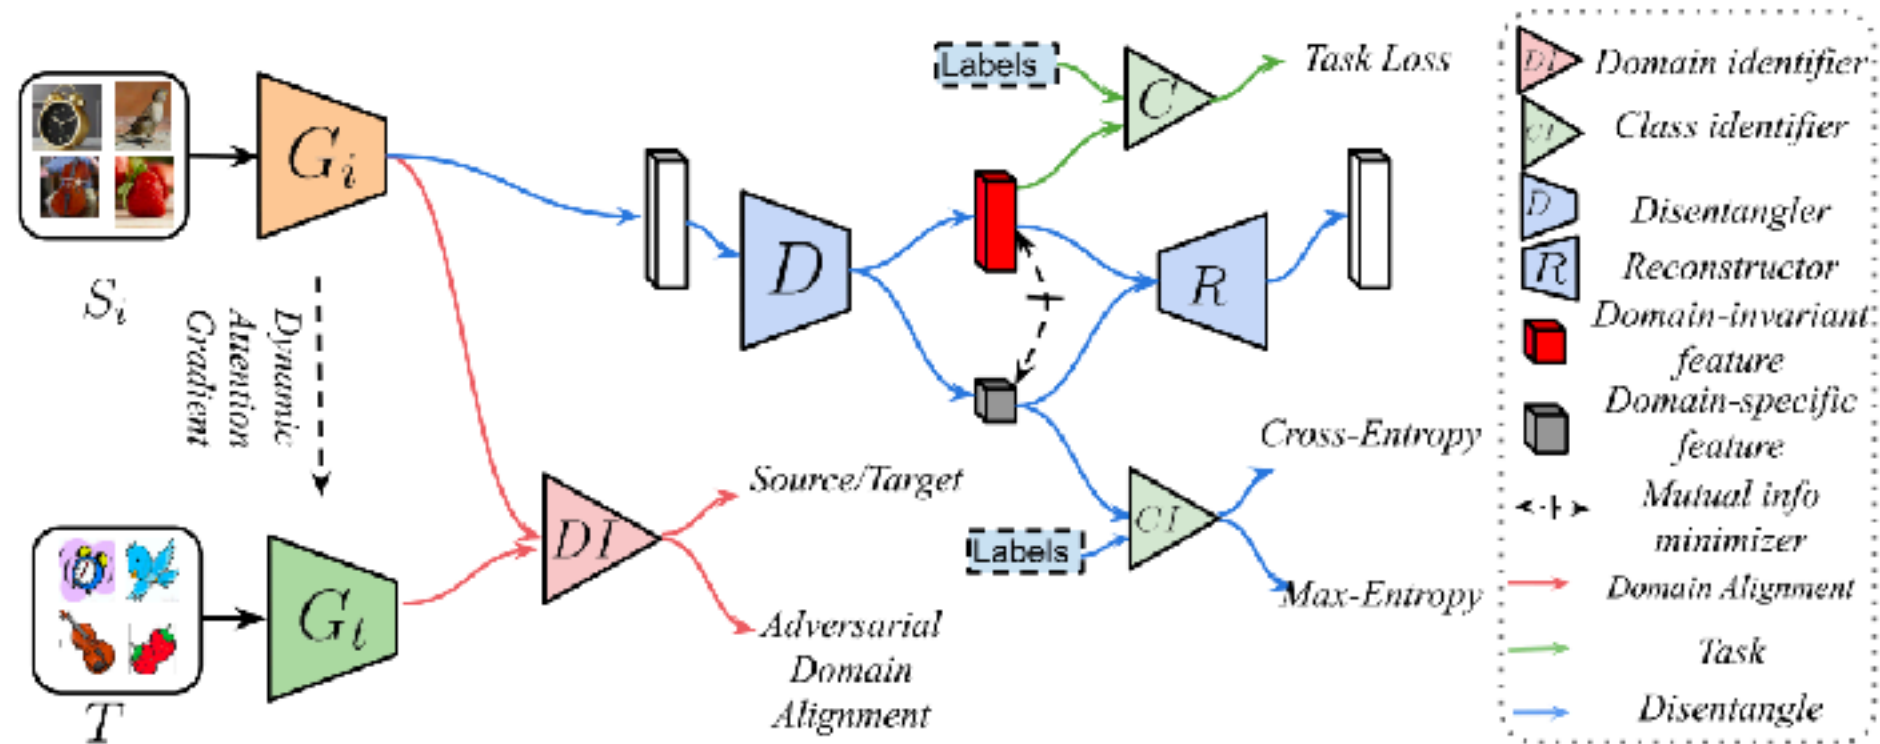 Labels
C
Task Loss
G_i
S_i
Dynamic
Attention
Gradient
D
R
Cross-Entropy
CI
Labels
Max-Entropy
DI
Source/Target
Adversarial
Domain
Alignment
G_t
T
DI Domain identifier
CI Class identifier
D Disentangler
R Reconstructor
Domain-invariant
feature
Domain-specific
feature
Mutual info
minimizer
Domain Alignment
Task
Disentangle